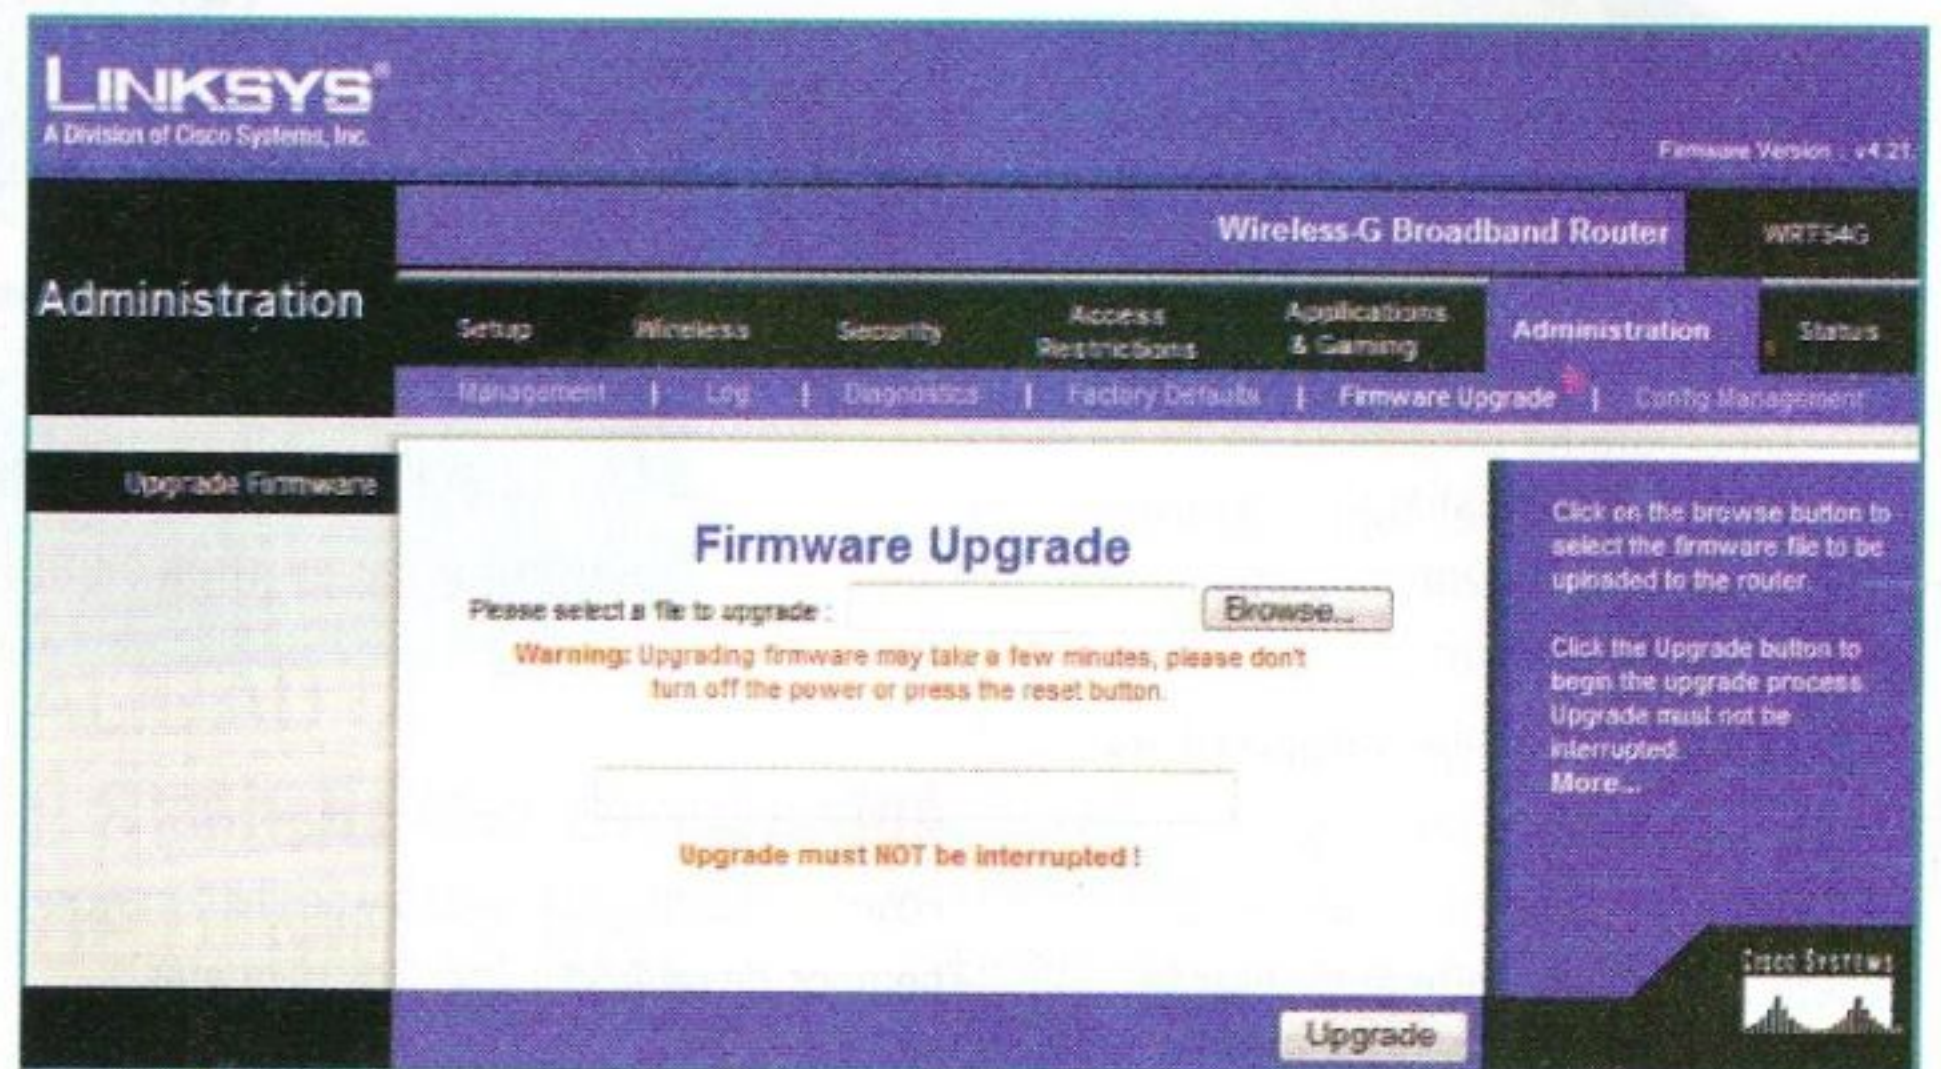 LINKSYS®
A Division of Cisco Systems, Inc.
Firmware Version : v4.21.
Wireless-G Broadband Router
WRT54G
Administration
Setup
Wireless
Security
Access
Restrictions
Applications
& Gaming
Administration
Status
Management | Log | Diagnostics | Factory Defaults | Firmware Upgrade | Config Management
Upgrade Firmware
Firmware Upgrade
Please select a file to upgrade :
Browse...
Warning: Upgrading firmware may take a few minutes, please don't
turn off the power or press the reset button.
Upgrade must NOT be interrupted !
Click on the browse button to
select the firmware file to be
uploaded to the router.
Click the Upgrade button to
begin the upgrade process.
Upgrade must not be
interrupted.
More...
CISCO SYSTEMS
Upgrade